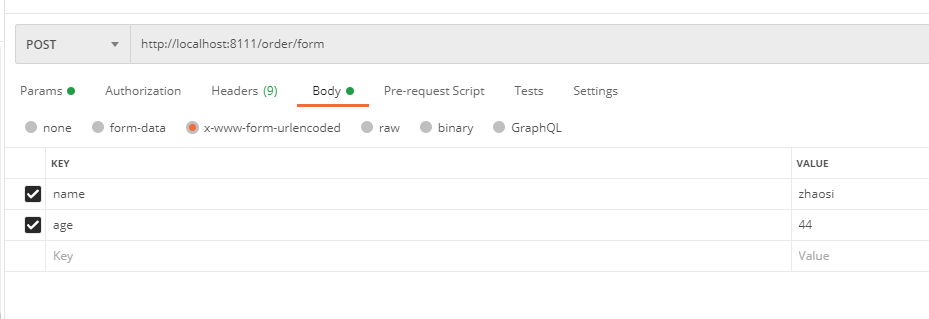 POST http://localhost:8111/order/form
Params Authorization Headers (9) Body Pre-request Script Tests Settings
none form-data x-www-form-urlencoded raw binary GraphQL
KEY VALUE
name zhaosi
age 44
Key Value